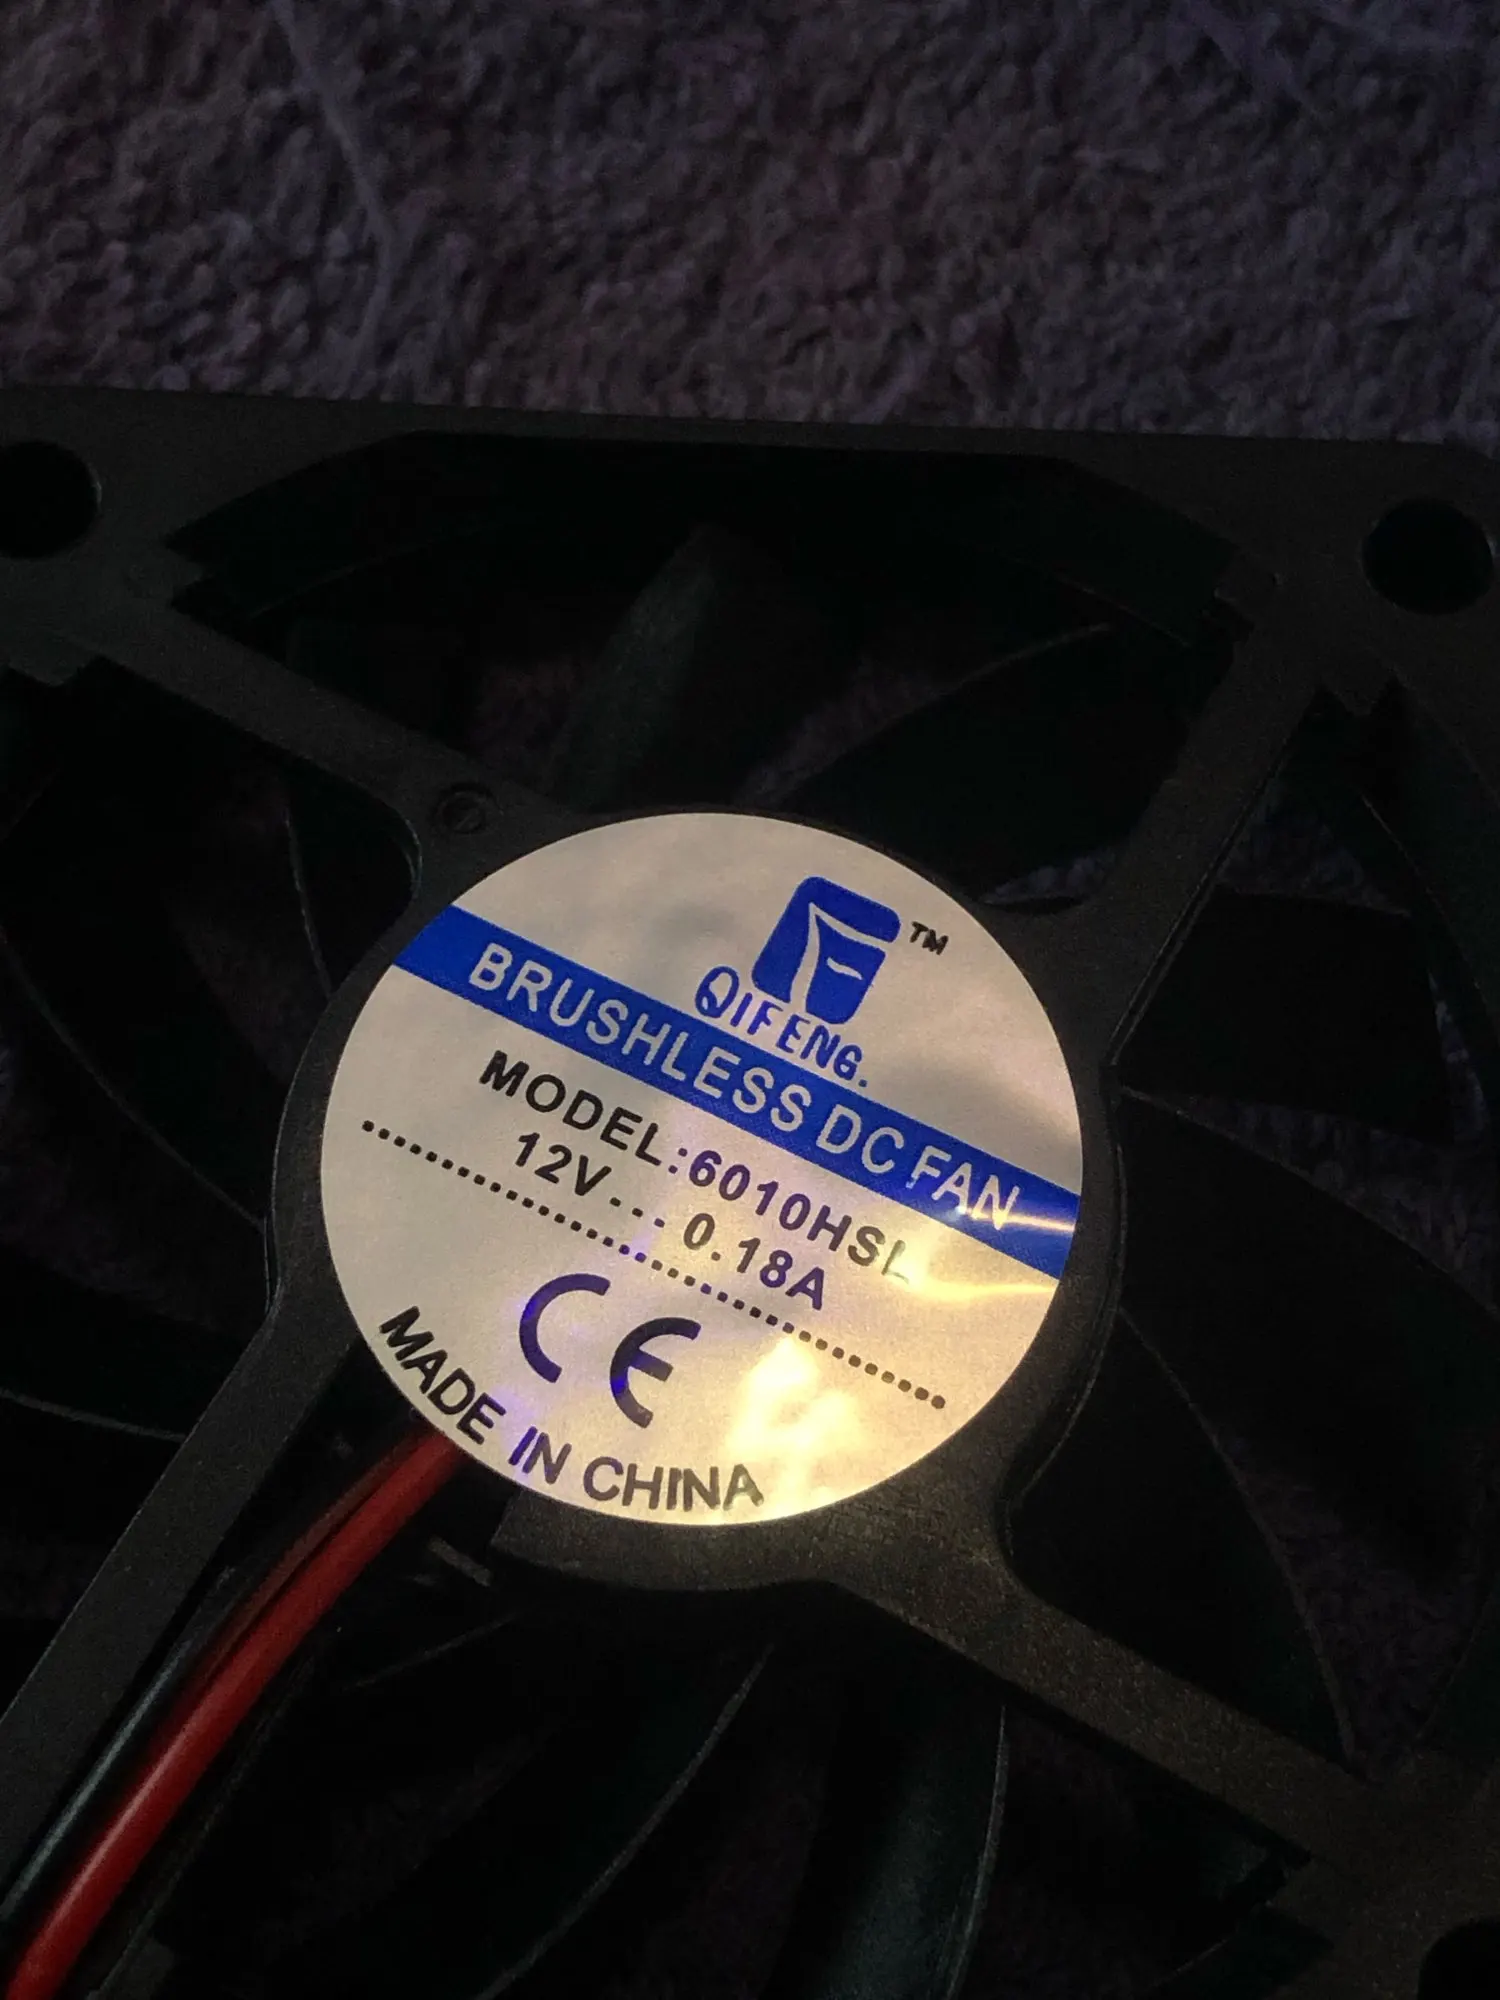 TM
QIFENG.
BRUSHLESS DC FAN
MODEL:6010HSL
12V--- 0.18A
CE
MADE IN CHINA